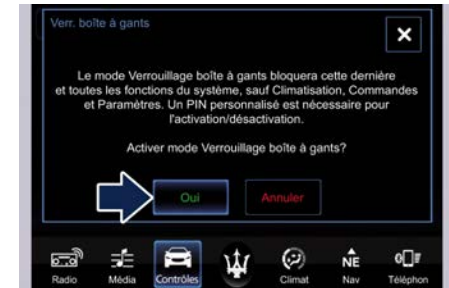 Verr. boîte à gants
Le mode Verrouillage boîte à gants bloquera cette dernière
et toutes les fonctions du système, sauf Climatisation, Commandes
et Paramètres. Un PIN personnalisé est nécessaire pour
l'activation/désactivation.
Activer mode Verrouillage boîte à gants?
Oui Annuler
NE
Radio Média Contrôles Climat Nav Téléphon